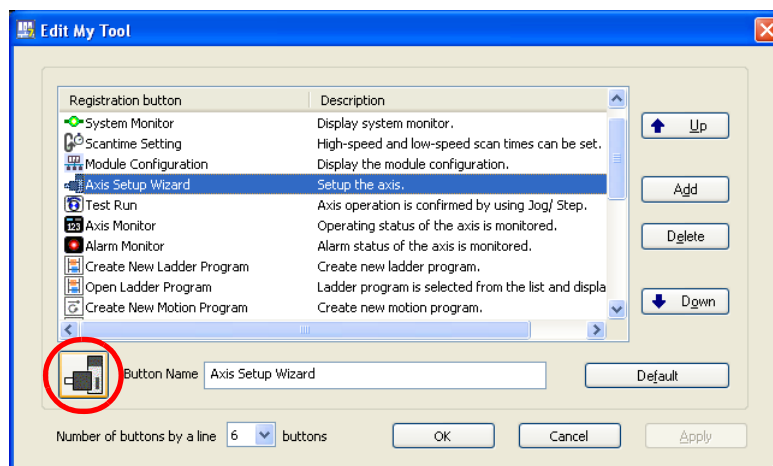 Edit My Tool
Registration button Description
System Monitor Display system monitor.
Scantime Setting High-speed and low-speed scan times can be set.
Module Configuration Display the module configuration.
Axis Setup Wizard Setup the axis.
Test Run Axis operation is confirmed by using Jog/ Step.
123 Axis Monitor Operating status of the axis is monitored.
Alarm Monitor Alarm status of the axis is monitored.
Create New Ladder Program Create new ladder program.
Open Ladder Program Ladder program is selected from the list and displa
Create New Motion Program Create new motion program.
Up
Add
Delete
Down
Button Name Axis Setup Wizard Default
Number of buttons by a line 6 buttons OK Cancel Apply